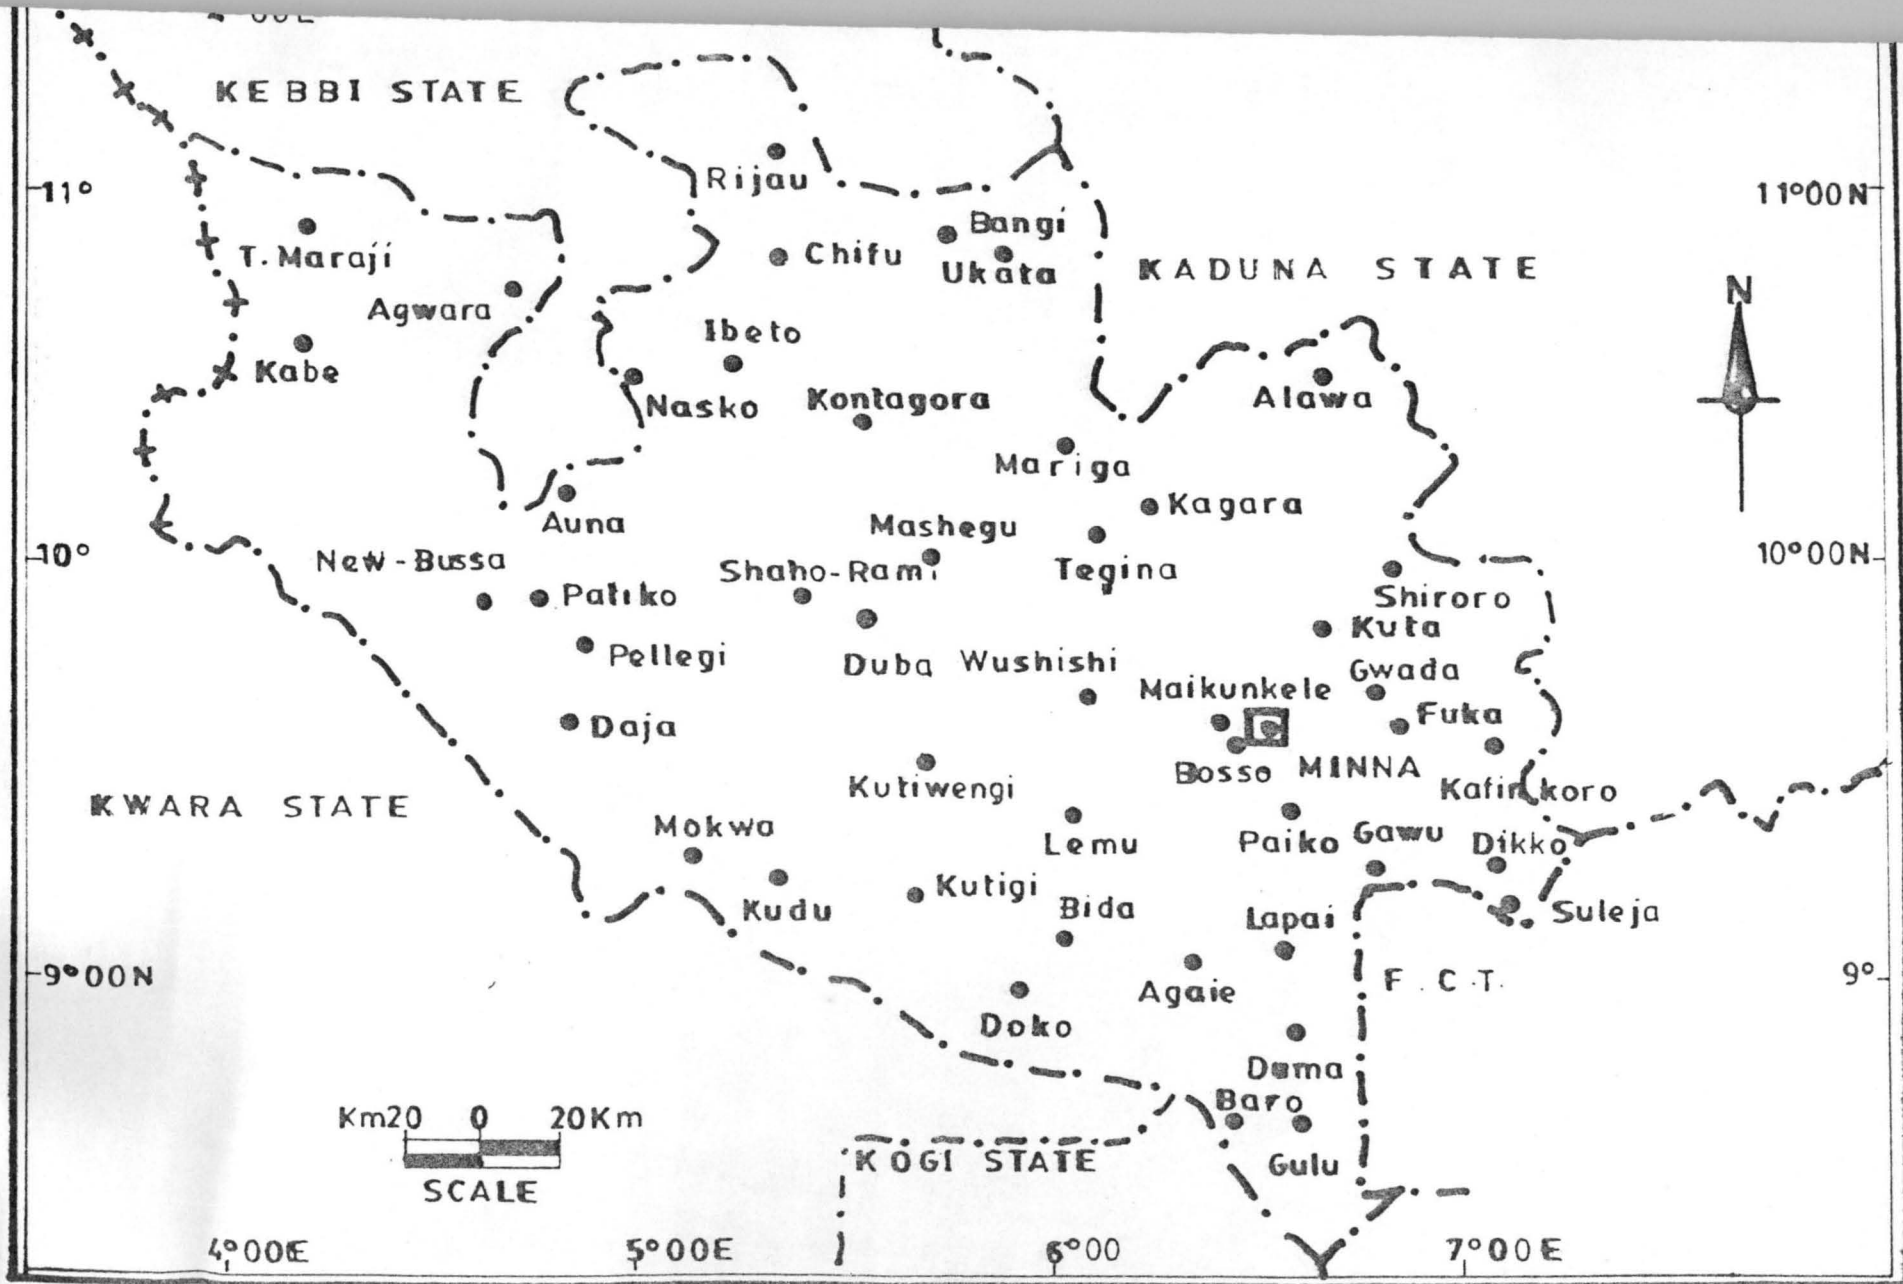 KEBBI STATE
Rijau
11°
11°00N
Bangi
T. Maraji
Chifu
Ukata
KADUNA STATE
N
Agwara
Ibeto
Kabe
Nasko
Kontagora
Alawa
Mariga
Kagara
Auna
Mashegu
10°
New-Bussa
Shaho-Rami
Tegina
10°00N
Patiko
Shiroro
Kuta
Pellegi
Duba
Wushishi
Gwada
Maikunkele
Daja
Fuka
Bosso
MINNA
Kutiwengi
Kafinkoro
KWARA STATE
Mokwa
Lemu
Paiko
Gawu
Dikko
Kutigi
Kudu
Bida
Lapai
Suleja
9°00N
Agaie
F.C.T.
9°
Doko
Duma
Km20 0 20Km
Baro
KOGI STATE
Gulu
SCALE
4°00E
5°00E
6°00
7°00E